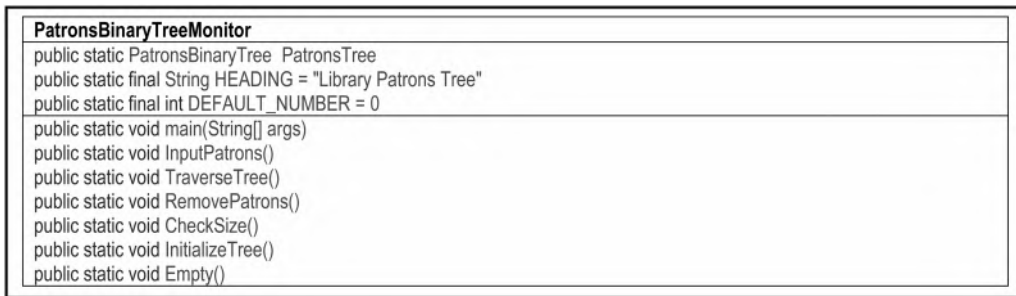 PatronsBinaryTreeMonitor
public static PatronsBinaryTree PatronsTree
public static final String HEADING = "Library Patrons Tree"
public static final int DEFAULT_NUMBER = 0
public static void main(String[] args)
public static void InputPatrons()
public static void TraverseTree()
public static void RemovePatrons()
public static void CheckSize()
public static void InitializeTree()
public static void Empty()